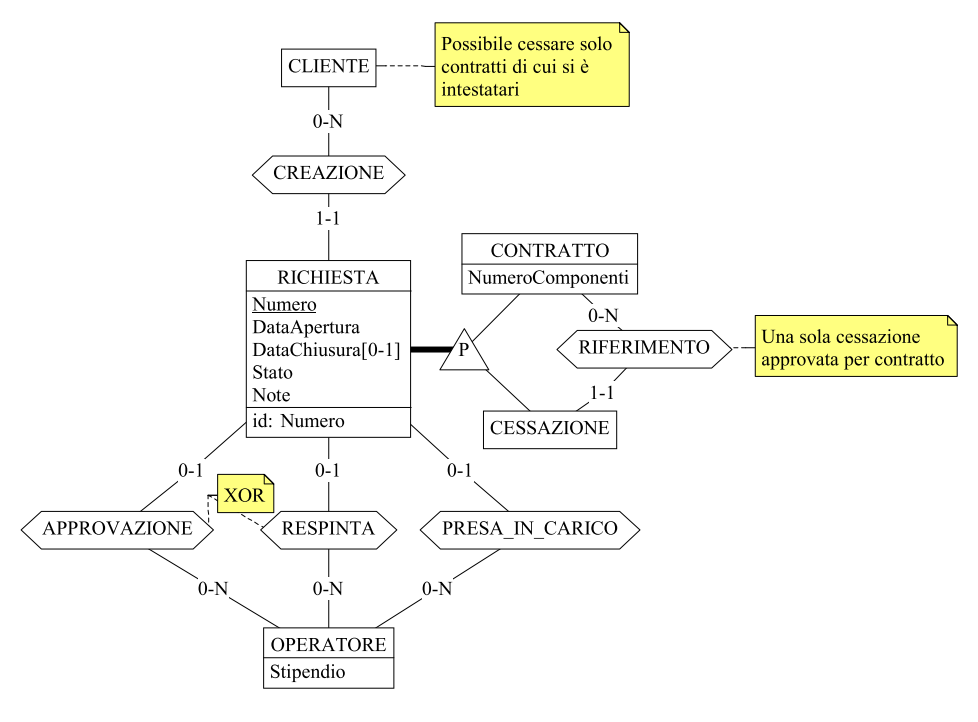 Possibile cessare solo
contratti di cui si è
intestatari
CLIENTE
0-N
CREAZIONE
1-1
CONTRATTO
NumeroComponenti
RICHIESTA
Numero
DataApertura
DataChiusura[0-1]
Stato
Note
id: Numero
P
0-N
RIFERIMENTO
Una sola cessazione
approvata per contratto
1-1
CESSAZIONE
0-1
0-1
0-1
XOR
APPROVAZIONE
RESPINTA
PRESA_IN_CARICO
0-N
0-N
0-N
OPERATORE
Stipendio